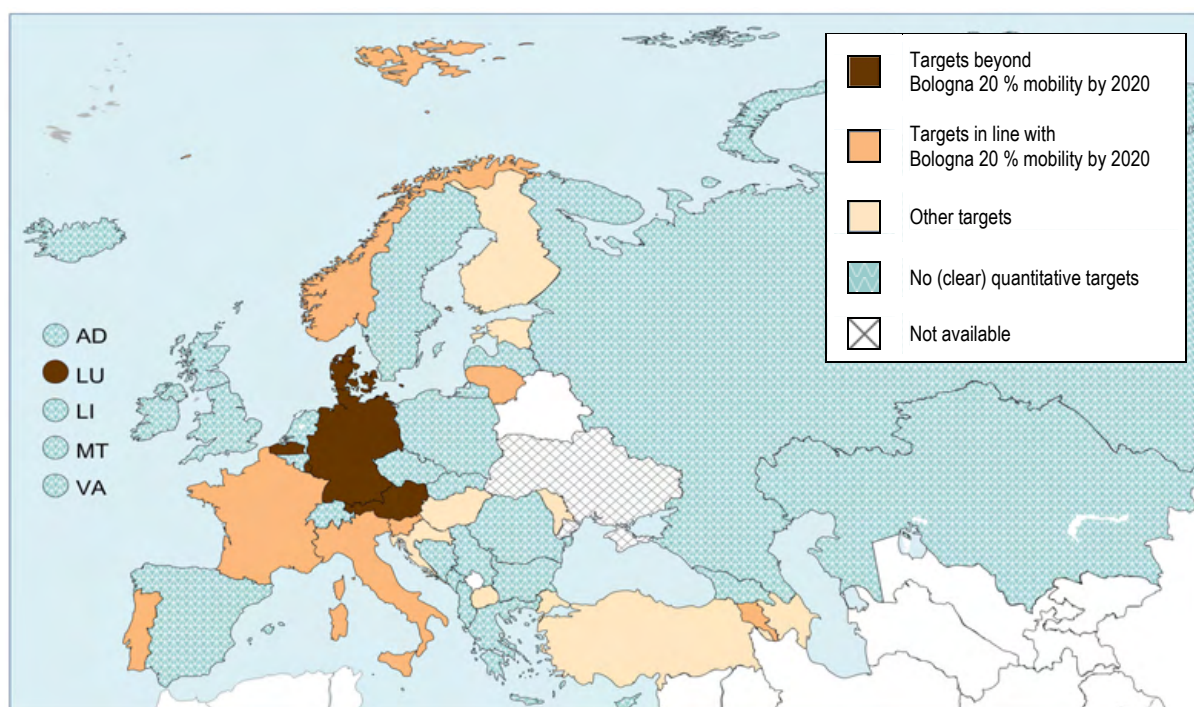 Targets beyond
Bologna 20 % mobility by 2020
Targets in line with
Bologna 20 % mobility by 2020
Other targets
No (clear) quantitative targets
Not available
AD
LU
LI
MT
VA